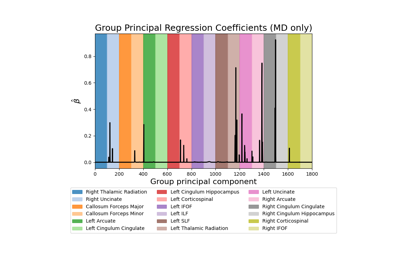 Group Principal Regression Coefficients (MD only)
0.8
0.6
0.4
0.2
0.0
β̂
0 200 400 600 800 1000 1200 1400 1600 1800
Group principal component
Right Thalamic Radiation Left Cingulum Hippocampus Left Uncinate
Right Uncinate Left Corticospinal Right Arcuate
Callosum Forceps Major Left IFOF Right Cingulum Cingulate
Callosum Forceps Minor Left ILF Right Cingulum Hippocampus
Left Arcuate Left SLF Right Corticospinal
Left Cingulum Cingulate Left Thalamic Radiation Right IFOF